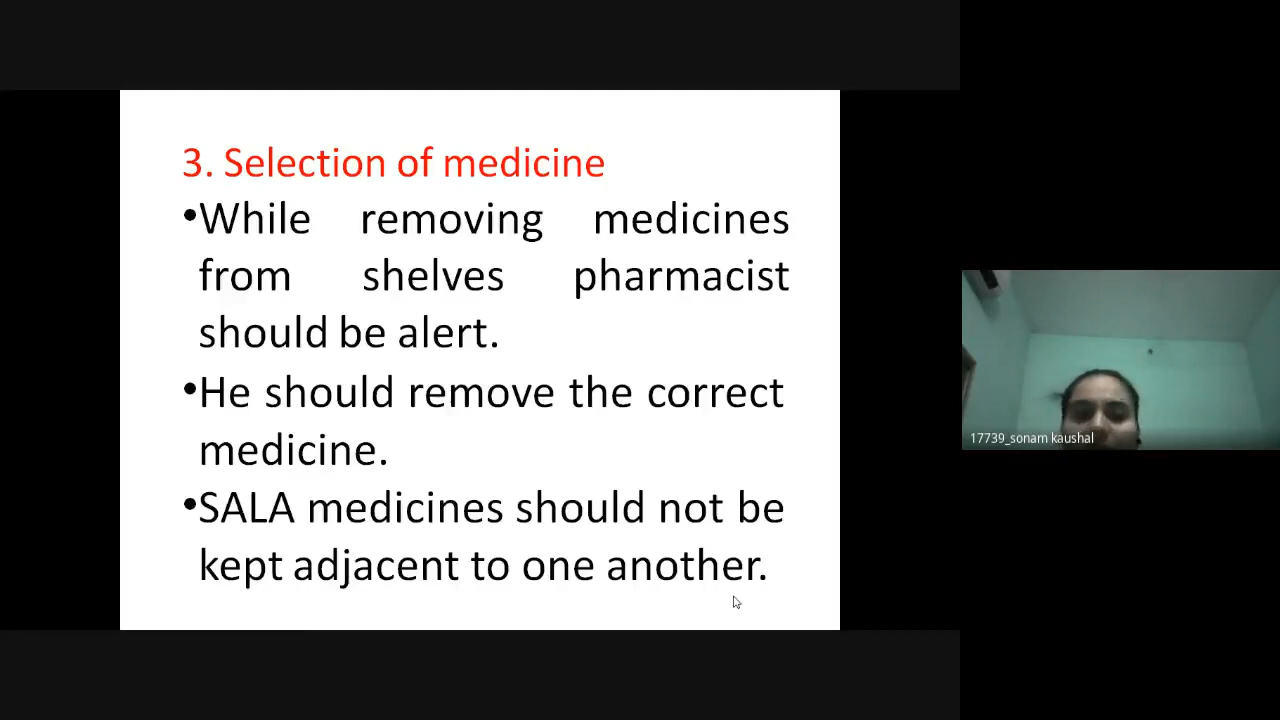 3. Selection of medicine
•While removing medicines
from shelves pharmacist
should be alert.
•He should remove the correct
medicine.
•SALA medicines should not be
kept adjacent to one another.
17739_sonam kaushal